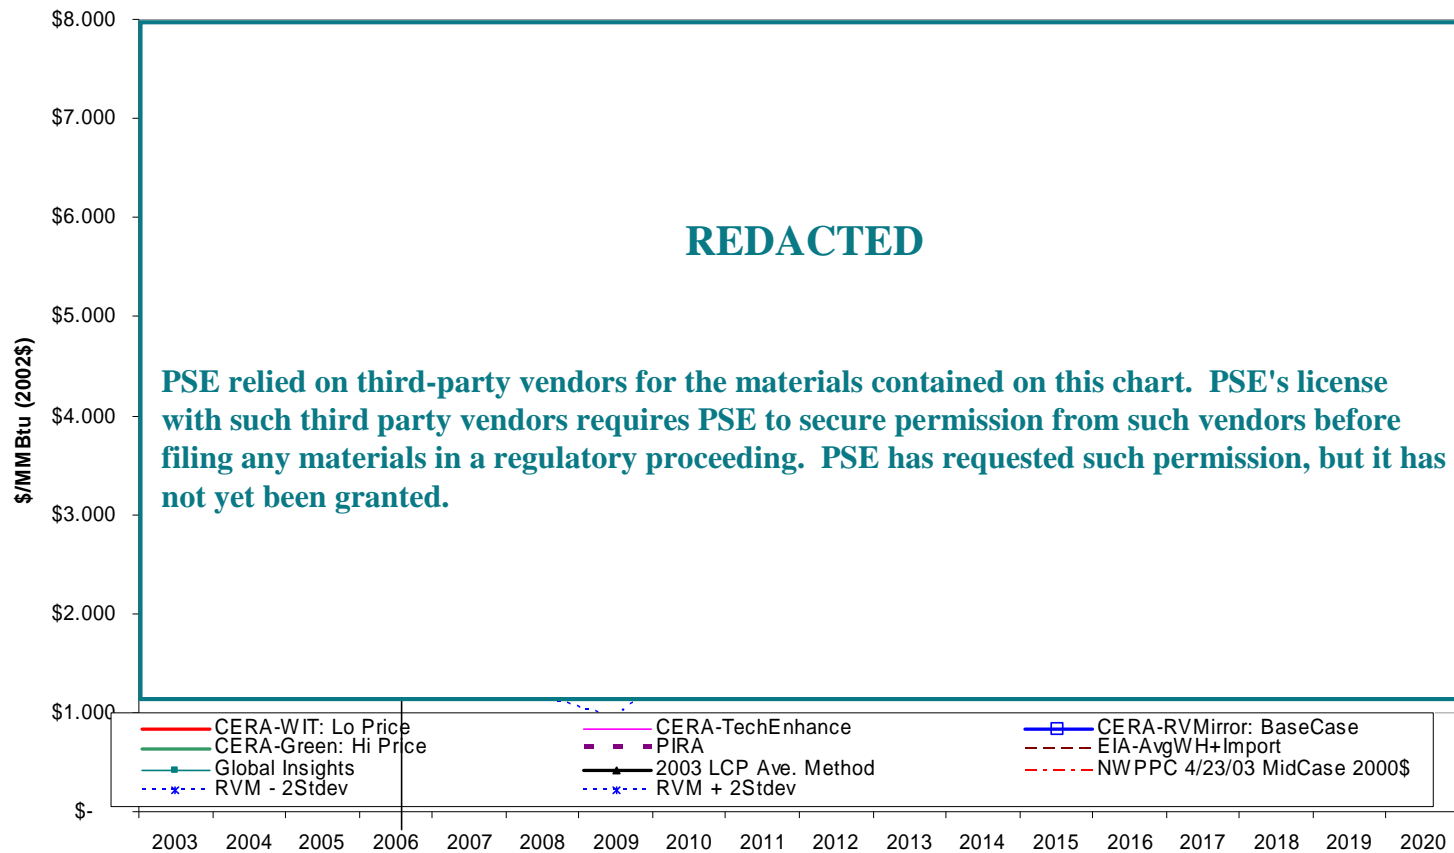 $8.000
$7.000
$6.000
$5.000
$4.000
$3.000
$2.000
$1.000
$-
$/MMBtu (2002$)
REDACTED
PSE relied on third-party vendors for the materials contained on this chart.  PSE's license
with such third party vendors requires PSE to secure permission from such vendors before
filing any materials in a regulatory proceeding.  PSE has requested such permission, but it has
not yet been granted.
CERA-WIT: Lo Price CERA-TechEnhance CERA-RVMirror: BaseCase
CERA-Green: Hi Price PIRA EIA-AvgWH+Import
Global Insights 2003 LCP Ave. Method NWPPC 4/23/03 MidCase 2000$
RVM - 2Stdev RVM + 2Stdev
2003 2004 2005 2006 2007 2008 2009 2010 2011 2012 2013 2014 2015 2016 2017 2018 2019 2020